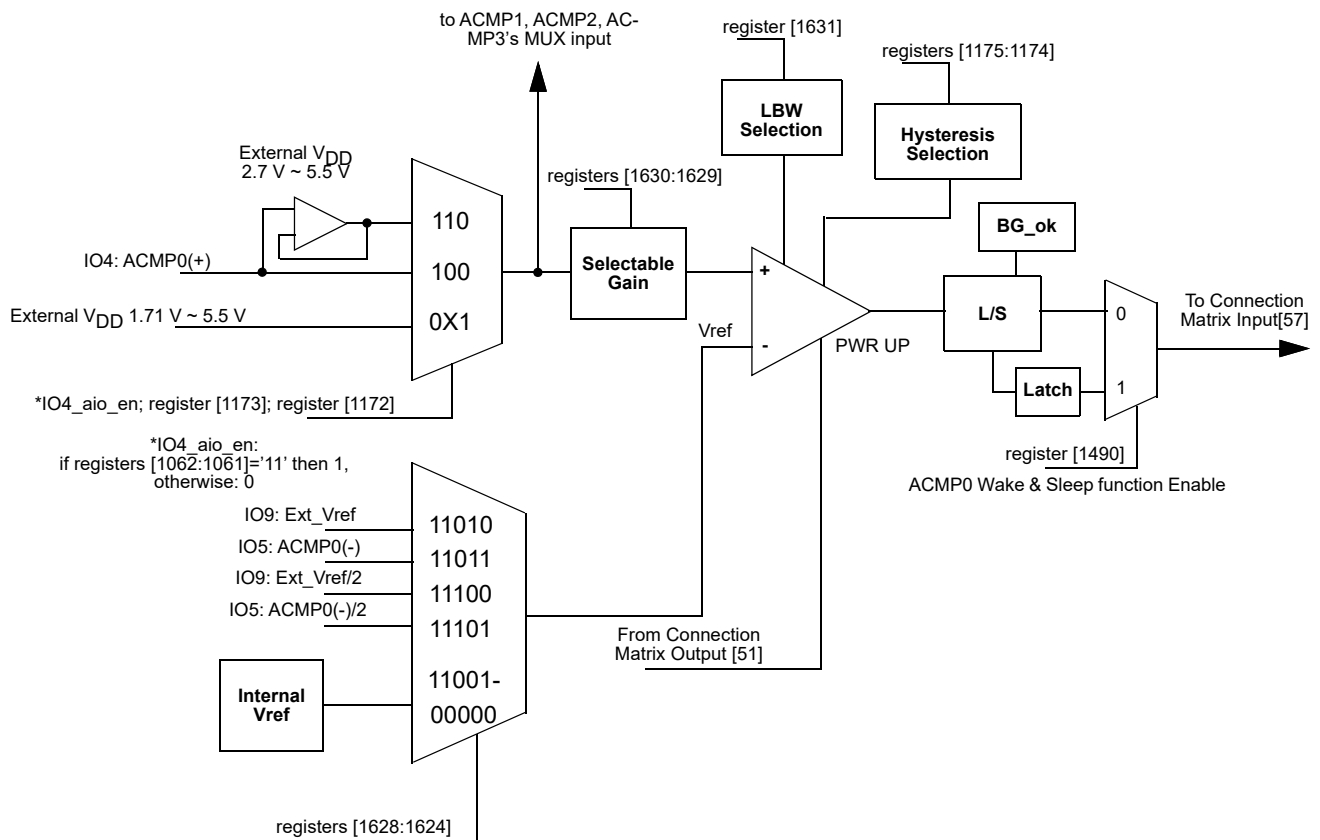 to ACMP1, ACMP2, AC-
MP3's MUX input
register [1631]
registers [1175:1174]
LBW
Selection
Hysteresis
Selection
External VDD
2.7 V ~ 5.5 V
registers [1630:1629]
110
BG_ok
IO4: ACMP0(+)
100
Selectable
Gain
+
L/S
0
To Connection
Matrix Input[57]
External VDD 1.71 V ~ 5.5 V
0X1
Vref
-
PWR UP
Latch
1
*IO4_aio_en; register [1173]; register [1172]
*IO4_aio_en:
if registers [1062:1061]='11' then 1,
otherwise: 0
register [1490]
ACMP0 Wake & Sleep function Enable
IO9: Ext_Vref
11010
IO5: ACMP0(-)
11011
IO9: Ext_Vref/2
11100
IO5: ACMP0(-)/2
11101
From Connection
Matrix Output [51]
Internal
Vref
11001-
00000
registers [1628:1624]